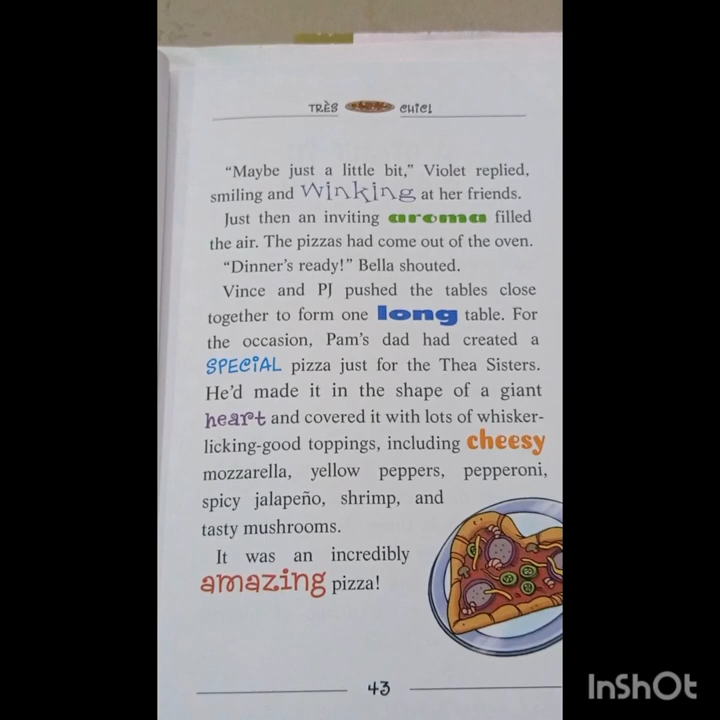 TRÈS CHIC!
“Maybe just a little bit,” Violet replied,
smiling and winking at her friends.
Just then an inviting aroma filled
the air. The pizzas had come out of the oven.
“Dinner’s ready!” Bella shouted.
Vince and PJ pushed the tables close
together to form one long table. For
the occasion, Pam’s dad had created a
SPECIAL pizza just for the Thea Sisters.
He’d made it in the shape of a giant
heart and covered it with lots of whisker-
licking-good toppings, including cheesy
mozzarella, yellow peppers, pepperoni,
spicy jalapeño, shrimp, and
tasty mushrooms.
It was an incredibly
amazing pizza!
43
InShOt